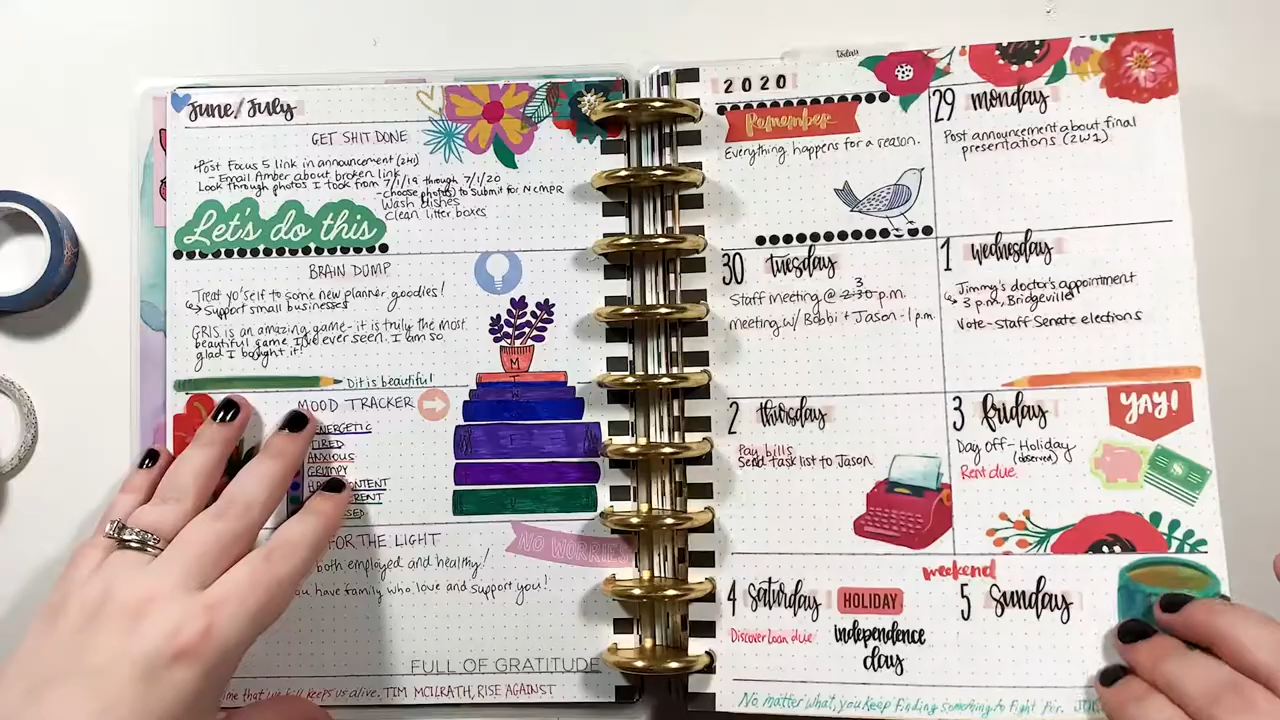 June/July
GET SHIT DONE
Post Focus 5 link in announcement (2H1)
- Email Amber about broken link
Look through photos I took from 7/1/19 through 7/1/20
- choose photo(s) to submit for NCMPR
Wash dishes
Clean litter boxes
Let's do this
BRAIN DUMP
Treat yo'self to some new planner goodies!
↳ Support small businesses
GRIS is an amazing game - it is truly the most
beautiful game I've ever seen. I am so
glad I bought it!
it is beautiful!
MOOD TRACKER
M
T
W
ENERGETIC
TIRED
ANXIOUS
GRUMPY
FOR THE LIGHT
NO WORRIES
both employed and healthy!
you have family who love and support you!
FULL OF GRATITUDE
time that we fall keeps us alive. TIM MCILRATH, RISE AGAINST
today
2020
Remember
Everything happens for a reason.
29 monday
Post announcement about final
presentations (2W1)
30 tuesday
Staff Meeting @ 2:30 3 p.m.
meeting w/ Bobbi + Jason - 1 p.m.
1 wednesday
Jimmy's doctor's appointment
↳ 3 p.m., Bridgeville
Vote - Staff Senate elections
2 thursday
Pay bills
Send task list to Jason
3 friday
YAY!
Day off - Holiday
(observed)
Rent due
weekend
4 saturday
HOLIDAY
Discover Loan due
independence
day
5 sunday
No matter what, you keep finding something to fight for.